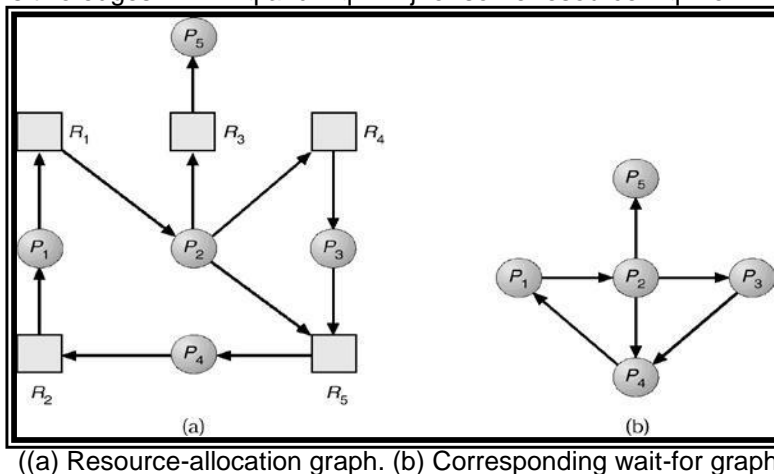 P5
R1
R3
R4
P1
P2
P3
P4
R2
R5
(a)
P5
P1
P2
P3
P4
(b)
((a) Resource-allocation graph. (b) Corresponding wait-for graph